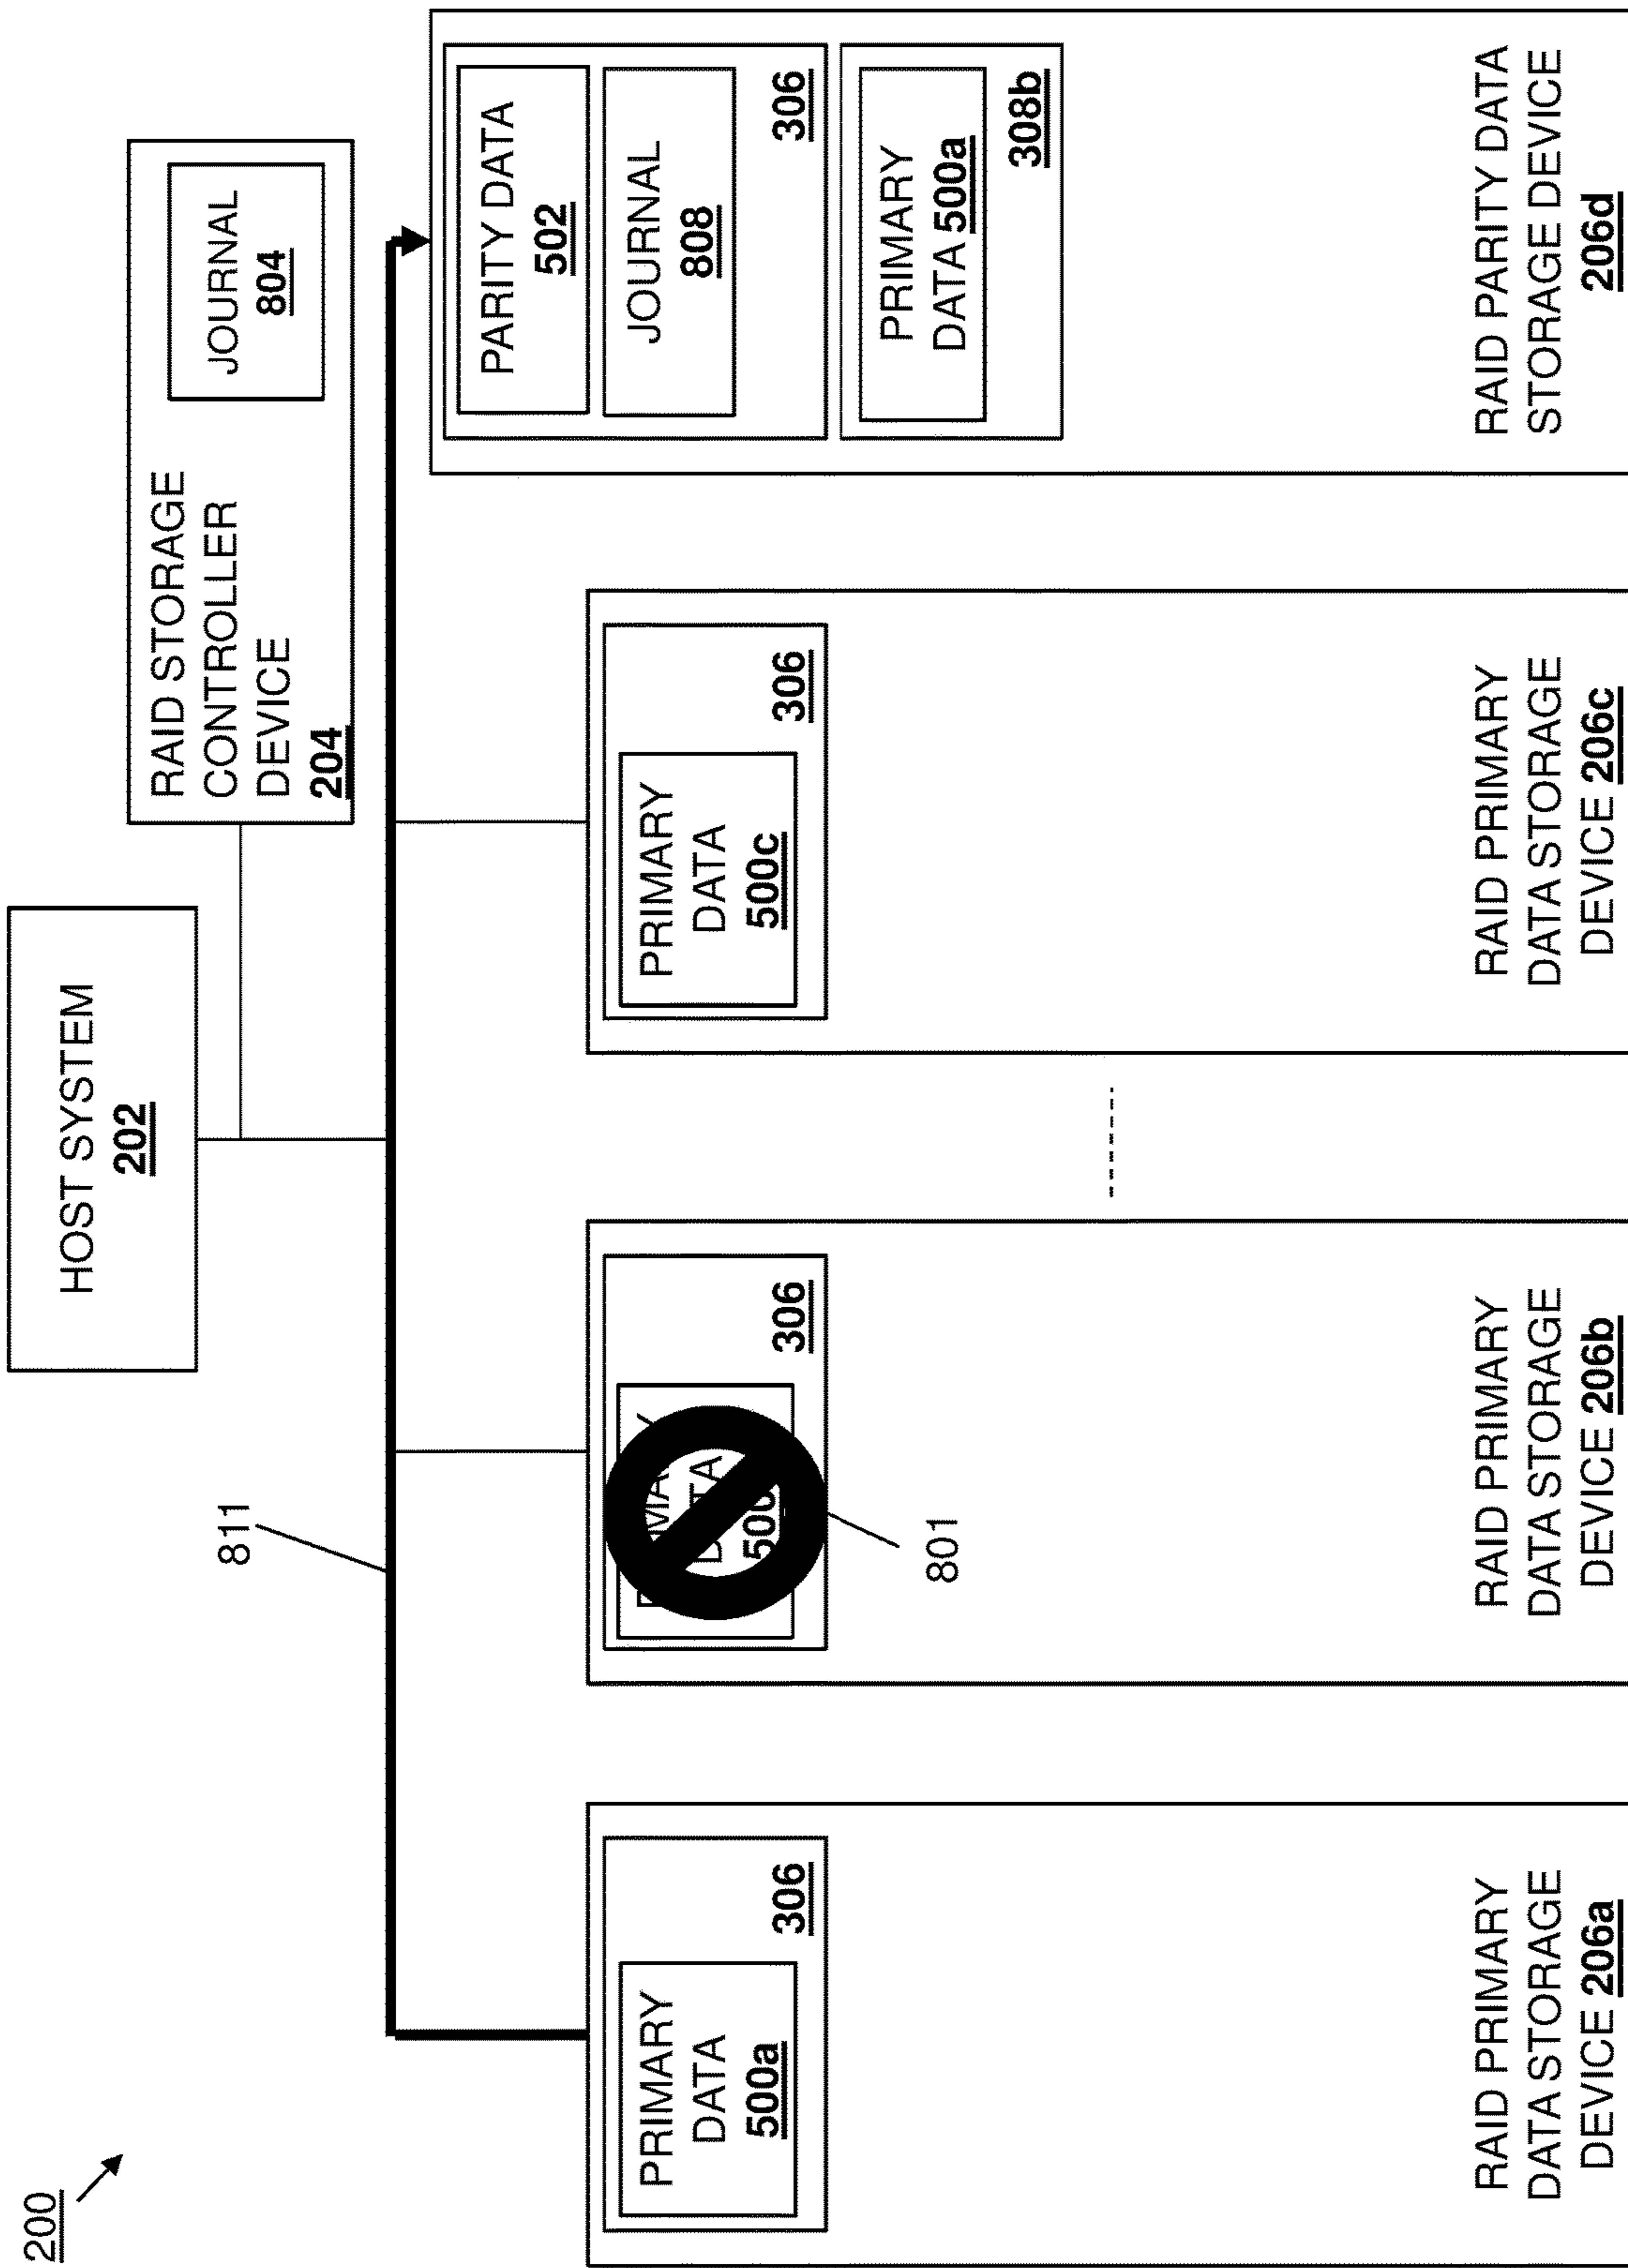 200
HOST SYSTEM
202
RAID STORAGE
CONTROLLER
DEVICE
204
JOURNAL
804
811
PRIMARY
DATA
500a
306
RAID PRIMARY
DATA STORAGE
DEVICE 206a
306
801
RAID PRIMARY
DATA STORAGE
DEVICE 206b
PRIMARY
DATA
500c
306
RAID PRIMARY
DATA STORAGE
DEVICE 206c
PARITY DATA
502
JOURNAL
808
306
PRIMARY
DATA 500a
308b
RAID PARITY DATA
STORAGE DEVICE
206d